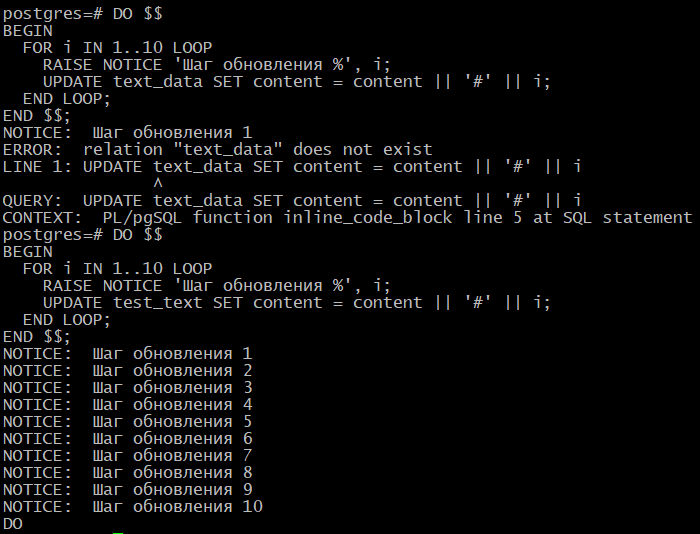 postgres=# DO $$
BEGIN
  FOR i IN 1..10 LOOP
    RAISE NOTICE 'Шаг обновления %', i;
    UPDATE text_data SET content = content || '#' || i;
  END LOOP;
END $$;
NOTICE:  Шаг обновления 1
ERROR:  relation "text_data" does not exist
LINE 1: UPDATE text_data SET content = content || '#' || i
               ^
QUERY:  UPDATE text_data SET content = content || '#' || i
CONTEXT:  PL/pgSQL function inline_code_block line 5 at SQL statement
postgres=# DO $$
BEGIN
  FOR i IN 1..10 LOOP
    RAISE NOTICE 'Шаг обновления %', i;
    UPDATE test_text SET content = content || '#' || i;
  END LOOP;
END $$;
NOTICE:  Шаг обновления 1
NOTICE:  Шаг обновления 2
NOTICE:  Шаг обновления 3
NOTICE:  Шаг обновления 4
NOTICE:  Шаг обновления 5
NOTICE:  Шаг обновления 6
NOTICE:  Шаг обновления 7
NOTICE:  Шаг обновления 8
NOTICE:  Шаг обновления 9
NOTICE:  Шаг обновления 10
DO